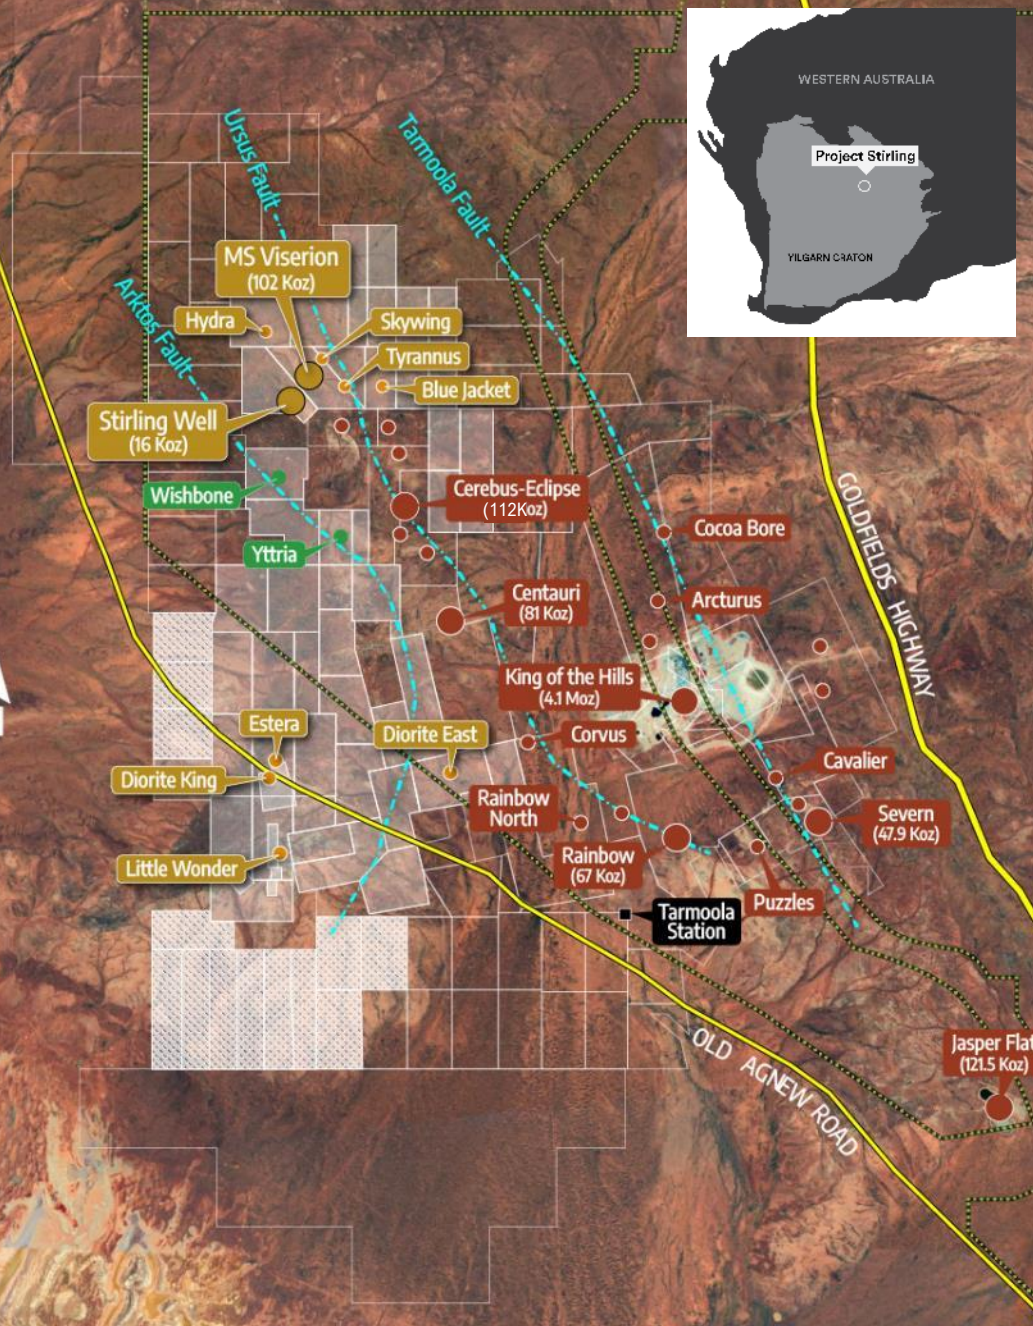 WESTERN AUSTRALIA
Project Stirling
YILGARN CRATON
Ursus Fault
Tarmoola Fault
Arktos Fault
MS Viserion
(102 Koz)
Hydra
Skywing
Tyrannus
Blue Jacket
Stirling Well
(16 Koz)
Wishbone
Yttria
Cerebus-Eclipse
(112Koz)
Cocoa Bore
GOLDFIELDS HIGHWAY
Centauri
(81 Koz)
Arcturus
King of the Hills
(4.1 Moz)
Estera
Diorite East
Corvus
Diorite King
Cavalier
Rainbow
North
Severn
(47.9 Koz)
Little Wonder
Rainbow
(67 Koz)
Puzzles
Tarmoola
Station
OLD AGNEW ROAD
Jasper Flat
(121.5 Koz)